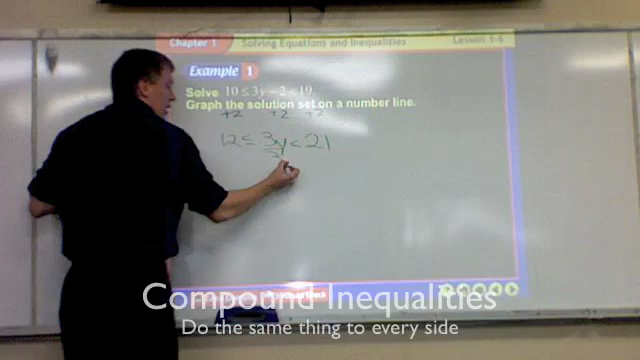 Chapter 1 Solving Equations and Inequalities Lesson 1-6
Example 1
Solve 10 ≤ 3y − 2 < 19.
Graph the solution set on a number line.
+2 +2 +2
12 ≤ 3y < 21
Compound Inequalities
Do the same thing to every side